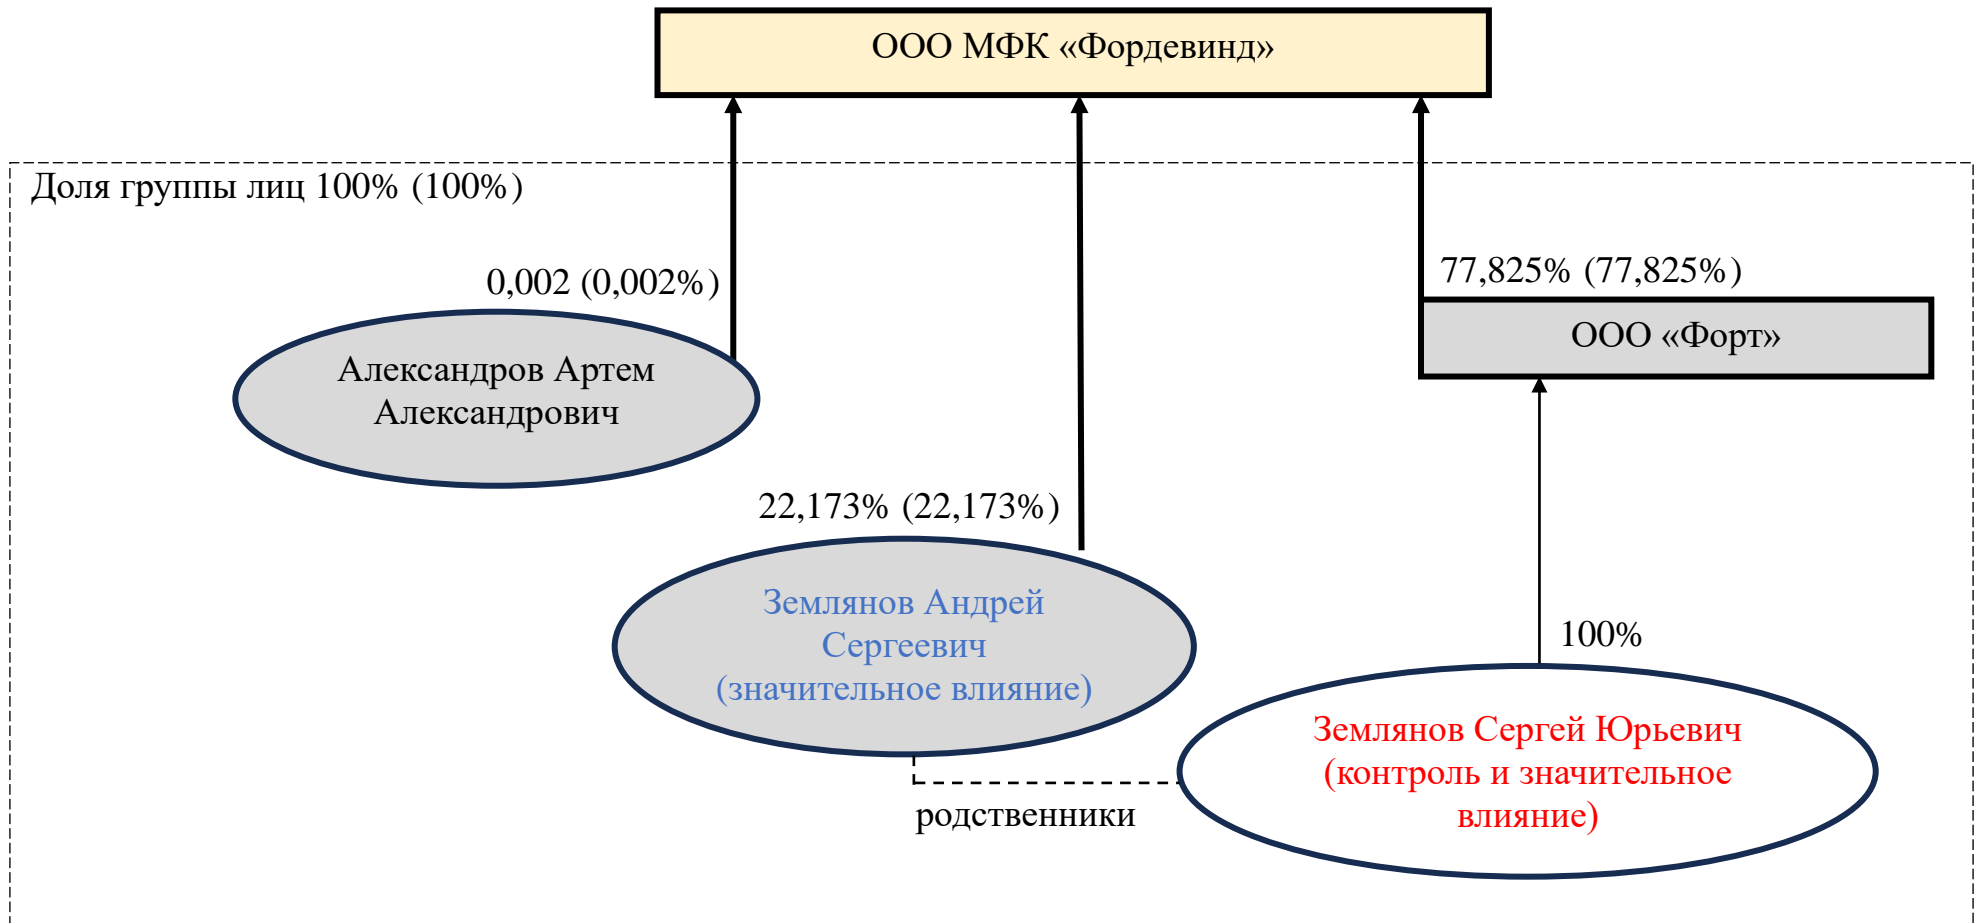 ООО МФК «Фордевинд»
Доля группы лиц 100% (100%)
0,002 (0,002%)
77,825% (77,825%)
ООО «Форт»
Александров Артем
Александрович
22,173% (22,173%)
Землянов Андрей
Сергеевич
(значительное влияние)
100%
Землянов Сергей Юрьевич
(контроль и значительное
влияние)
родственники